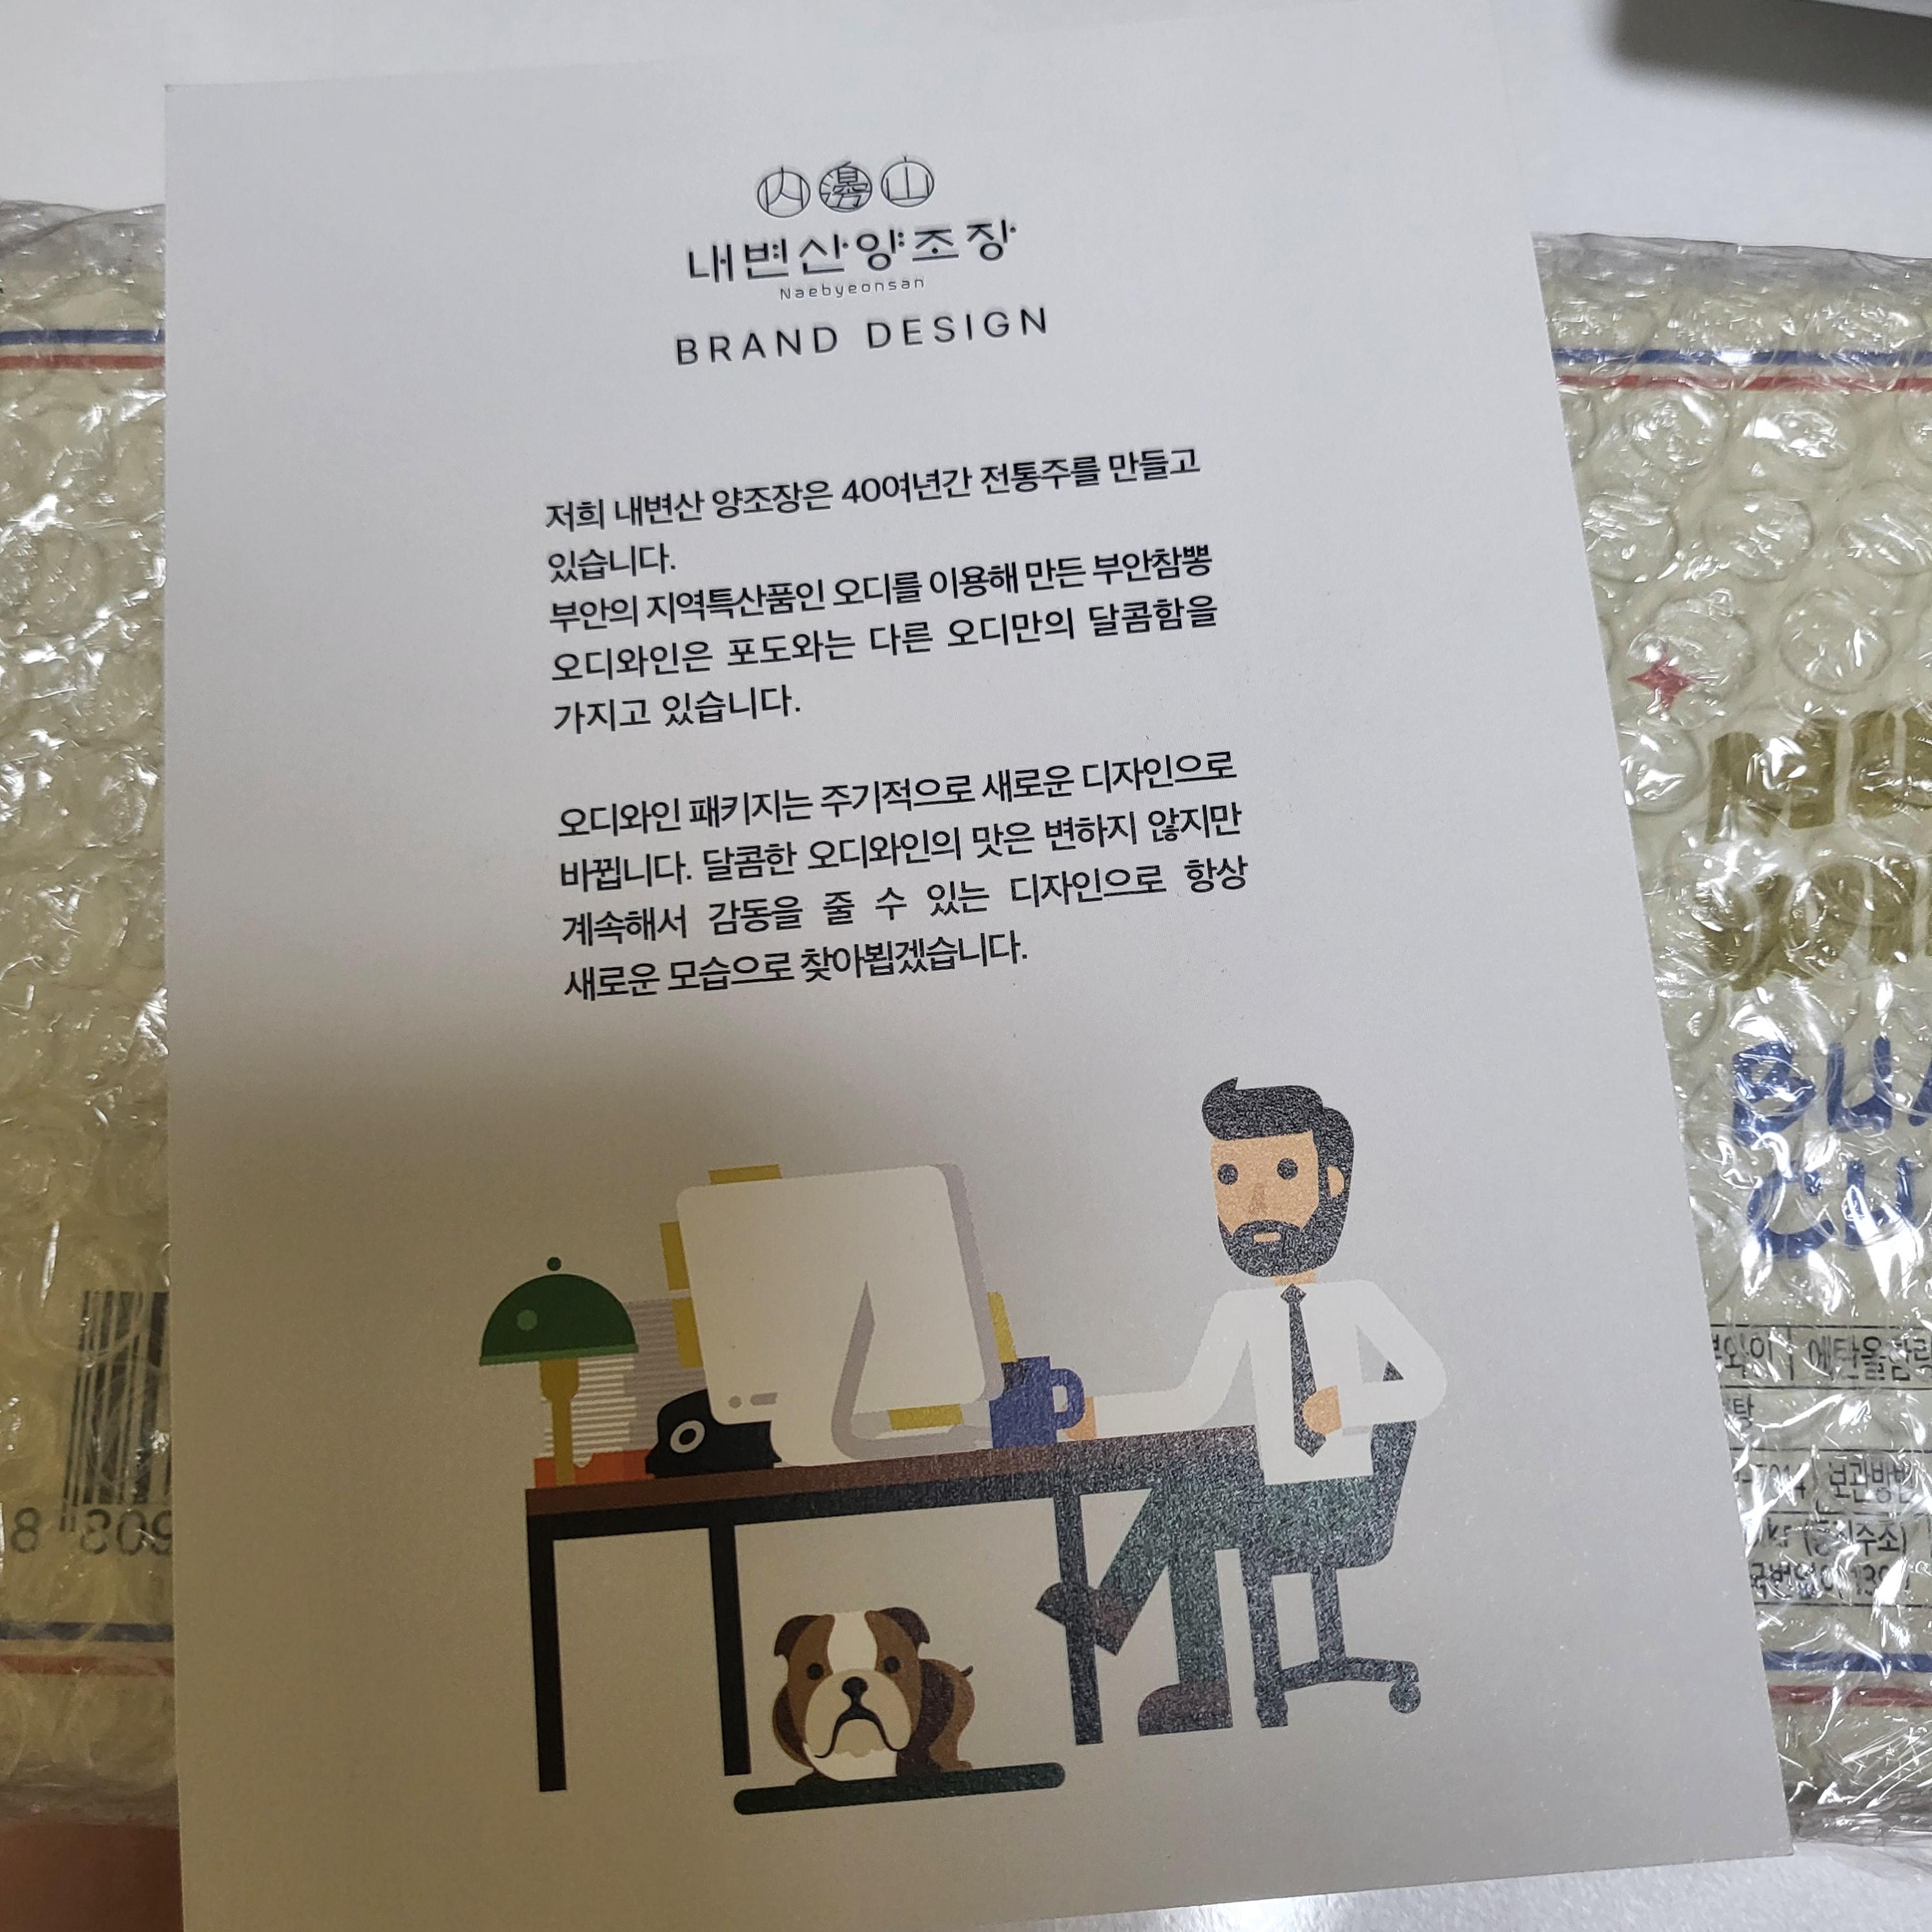 內 邊 山
내변산양조장
Naebyeonsan
BRAND DESIGN
저희 내변산 양조장은 40여년간 전통주를 만들고
있습니다.
부안의 지역특산품인 오디를 이용해 만든 부안참뽕
오디와인은 포도와는 다른 오디만의 달콤함을
가지고 있습니다.
오디와인 패키지는 주기적으로 새로운 디자인으로
바뀝니다. 달콤한 오디와인의 맛은 변하지 않지만
계속해서 감동을 줄 수 있는 디자인으로 항상
새로운 모습으로 찾아뵙겠습니다.
8
보관방법